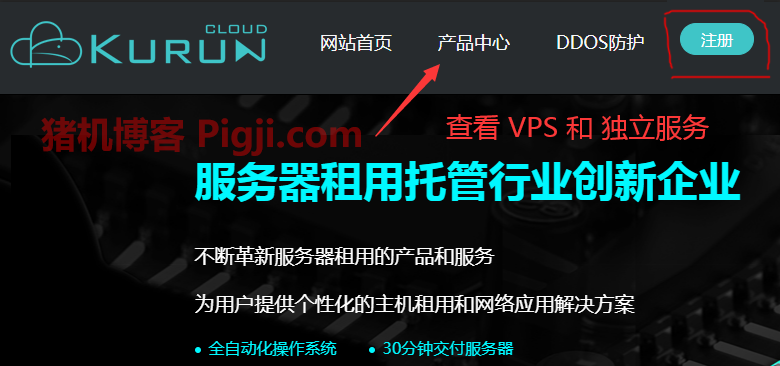 CLOUD
KURUN
网站首页 产品中心 DDOS防护 注册
猪机博客 Pigji.com
查看 VPS 和 独立服务
服务器租用托管行业创新企业
不断革新服务器租用的产品和服务
为用户提供个性化的主机租用和网络应用解决方案
• 全自动化操作系统 • 30分钟交付服务器